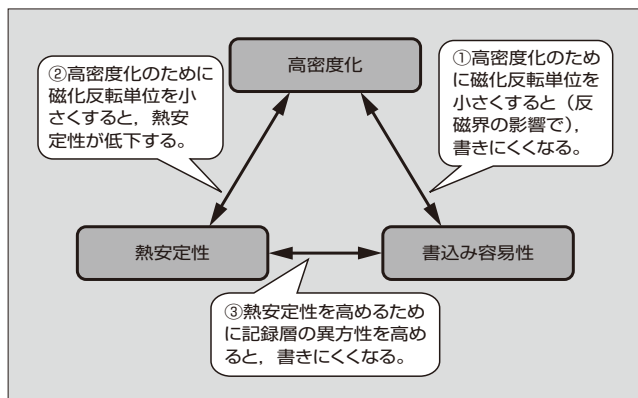 高密度化
①高密度化のため
に磁化反転単位を
小さくすると（反
磁界の影響で），
書きにくくなる。
②高密度化のために
磁化反転単位を小
さくすると，熱安
定性が低下する。
熱安定性
書込み容易性
③熱安定性を高めるため
に記録層の異方性を高め
ると，書きにくくなる。